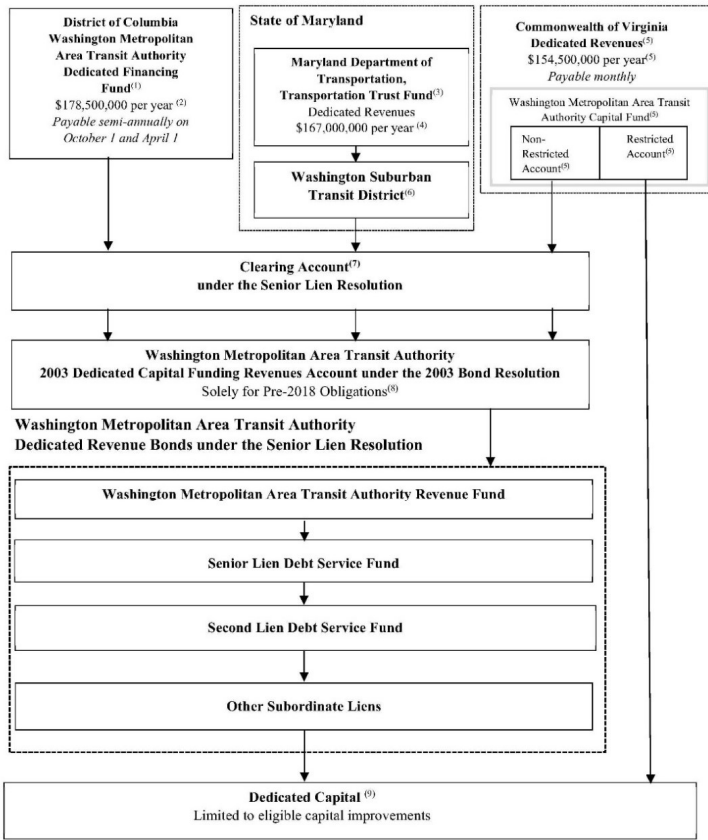 District of Columbia
Washington Metropolitan
Area Transit Authority
Dedicated Financing
Fund(1)
$178,500,000 per year (2)
Payable semi-annually on
October 1 and April 1
State of Maryland
Maryland Department of
Transportation,
Transportation Trust Fund(3)
Dedicated Revenues
$167,000,000 per year (4)
Washington Suburban
Transit District(6)
Commonwealth of Virginia
Dedicated Revenues(5)
$154,500,000 per year(5)
Payable monthly
Washington Metropolitan Area Transit
Authority Capital Fund(5)
Non-
Restricted
Account(5)
Restricted
Account(5)
Clearing Account(7)
under the Senior Lien Resolution
Washington Metropolitan Area Transit Authority
2003 Dedicated Capital Funding Revenues Account under the 2003 Bond Resolution
Solely for Pre-2018 Obligations(8)
Washington Metropolitan Area Transit Authority
Dedicated Revenue Bonds under the Senior Lien Resolution
Washington Metropolitan Area Transit Authority Revenue Fund
Senior Lien Debt Service Fund
Second Lien Debt Service Fund
Other Subordinate Liens
Dedicated Capital (9)
Limited to eligible capital improvements